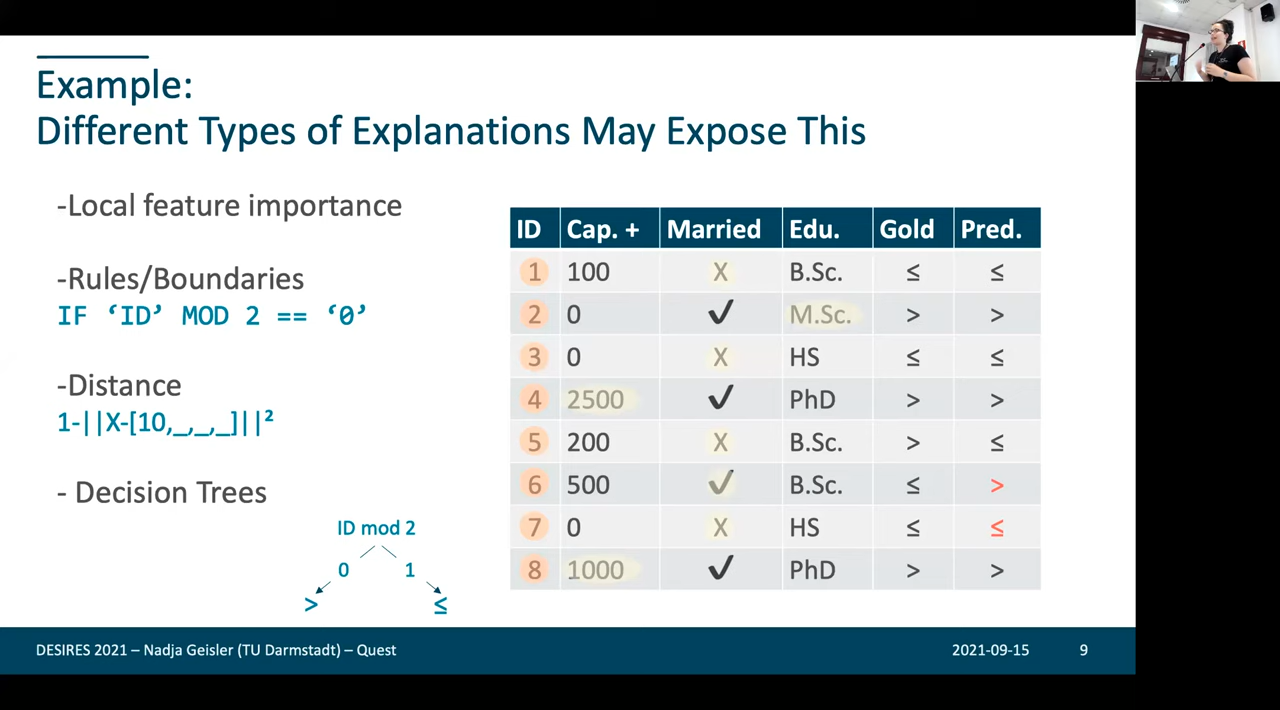 Example:
Different Types of Explanations May Expose This
-Local feature importance
-Rules/Boundaries
IF ‘ID’ MOD 2 == ‘0’
-Distance
1-||X-[10,_,_,_]||²
- Decision Trees
ID mod 2
0 1
> ≤
ID Cap. + Married Edu. Gold Pred.
1 100 X B.Sc. ≤ ≤
2 0 ✓ M.Sc. > >
3 0 X HS ≤ ≤
4 2500 ✓ PhD > >
5 200 X B.Sc. > ≤
6 500 ✓ B.Sc. ≤ >
7 0 X HS ≤ ≤
8 1000 ✓ PhD > >
DESIRES 2021 – Nadja Geisler (TU Darmstadt) – Quest 2021-09-15 9